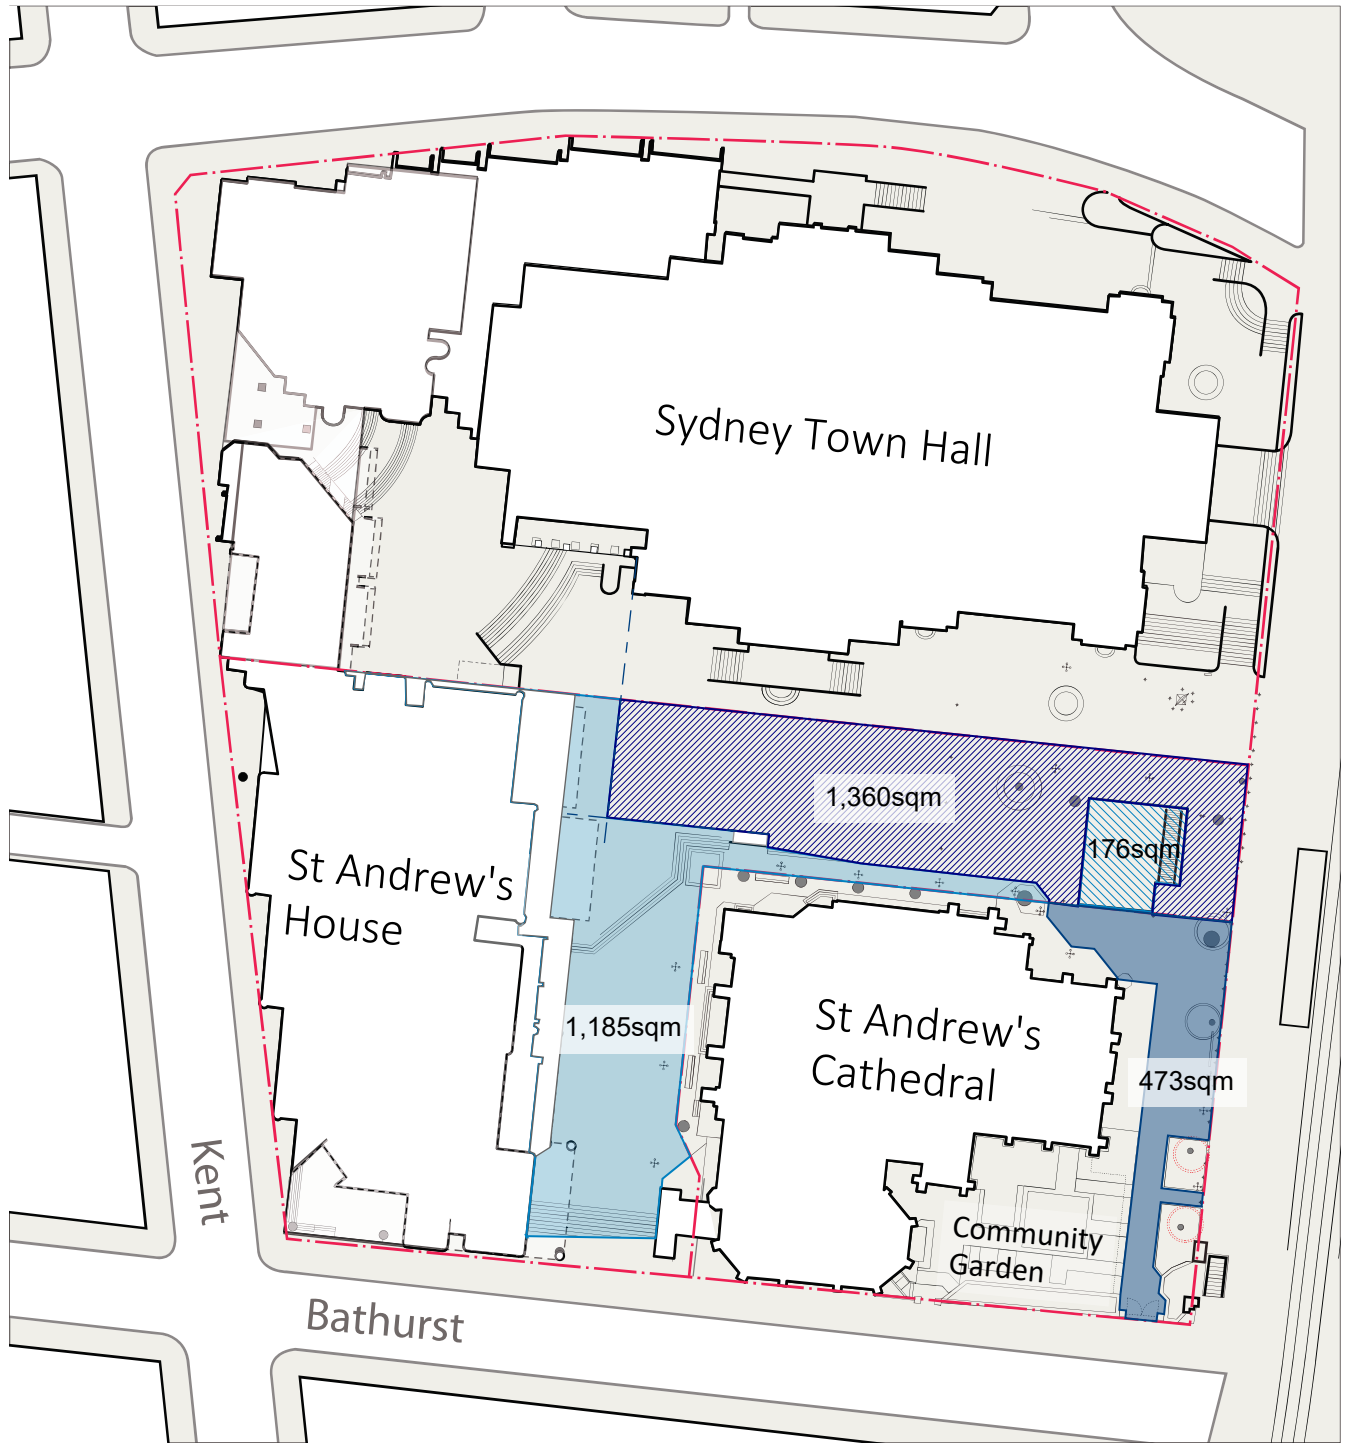 Sydney Town Hall
1,360sqm
176sqm
St Andrew's
House
St Andrew's
Cathedral
1,185sqm
473sqm
Kent
Community
Garden
Bathurst